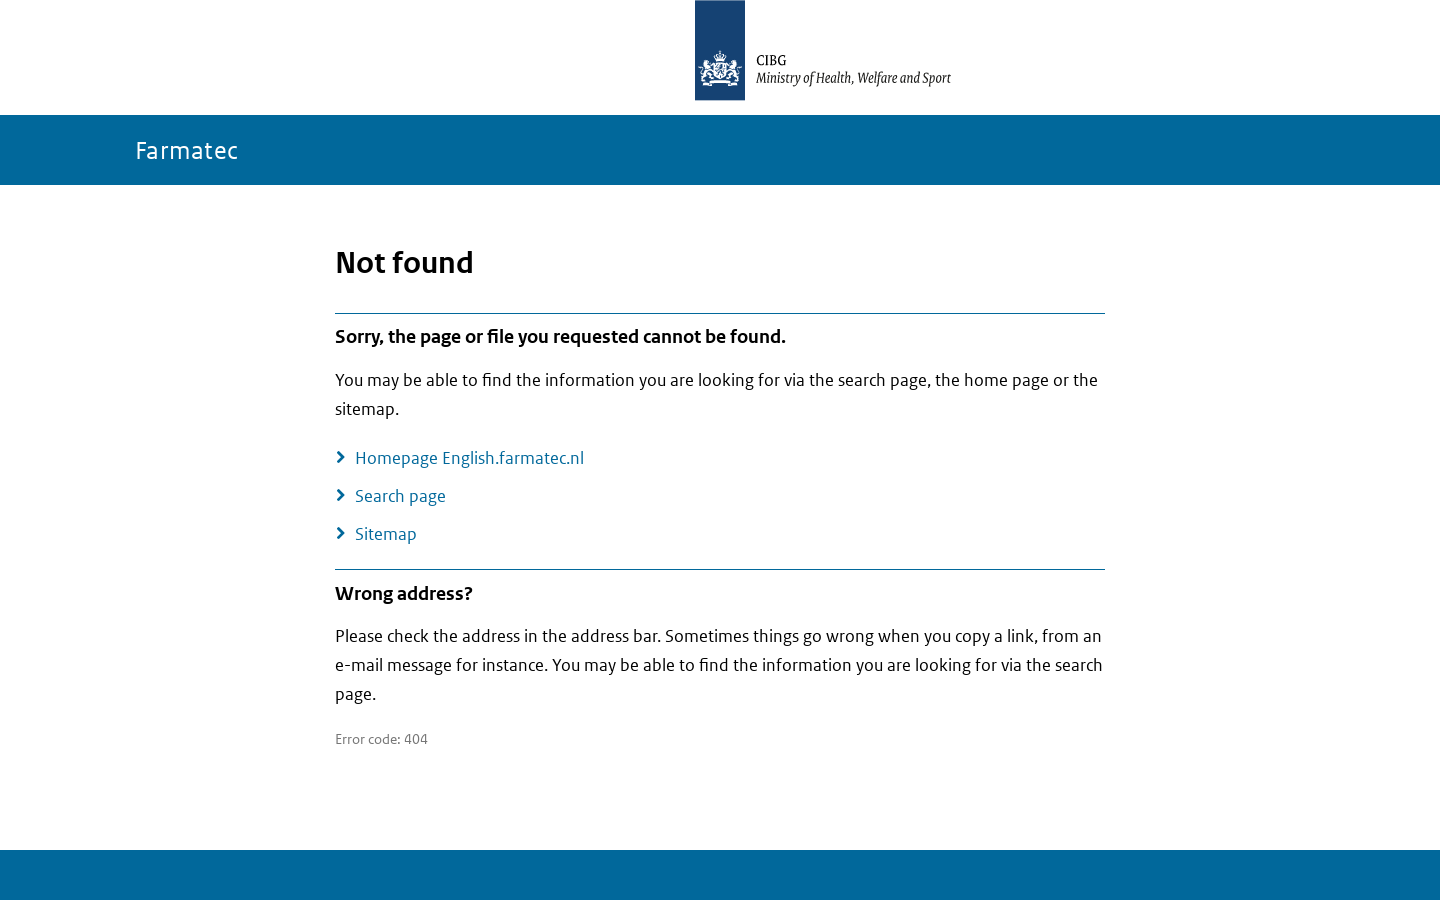 CIBG
Ministry of Health, Welfare and Sport
Farmatec
Not found
Sorry, the page or file you requested cannot be found.
You may be able to find the information you are looking for via the search page, the home page or the
sitemap.
Homepage English.farmatec.nl
Search page
Sitemap
Wrong address?
Please check the address in the address bar. Sometimes things go wrong when you copy a link, from an
e-mail message for instance. You may be able to find the information you are looking for via the search
page.
Error code: 404